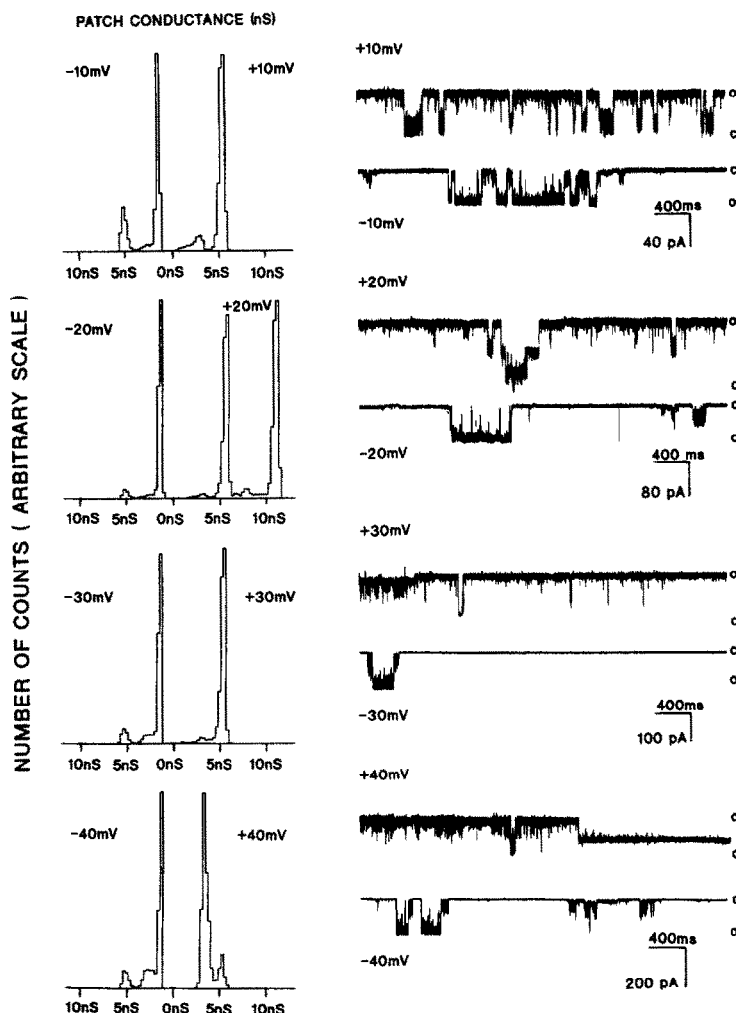 PATCH CONDUCTANCE (nS)
NUMBER OF COUNTS ( ARBITRARY SCALE )
-10mV +10mV
10nS 5nS 0nS 5nS 10nS
-20mV +20mV
10nS 5nS 0nS 5nS 10nS
-30mV +30mV
10nS 5nS 0nS 5nS 10nS
-40mV +40mV
10nS 5nS 0nS 5nS 10nS
+10mV
o
c
c
o
400ms
40 pA
-10mV
+20mV
o
c
c
o
400 ms
80 pA
-20mV
+30mV
o
c
c
o
400ms
100 pA
-30mV
+40mV
o
c
c
o
400ms
200 pA
-40mV